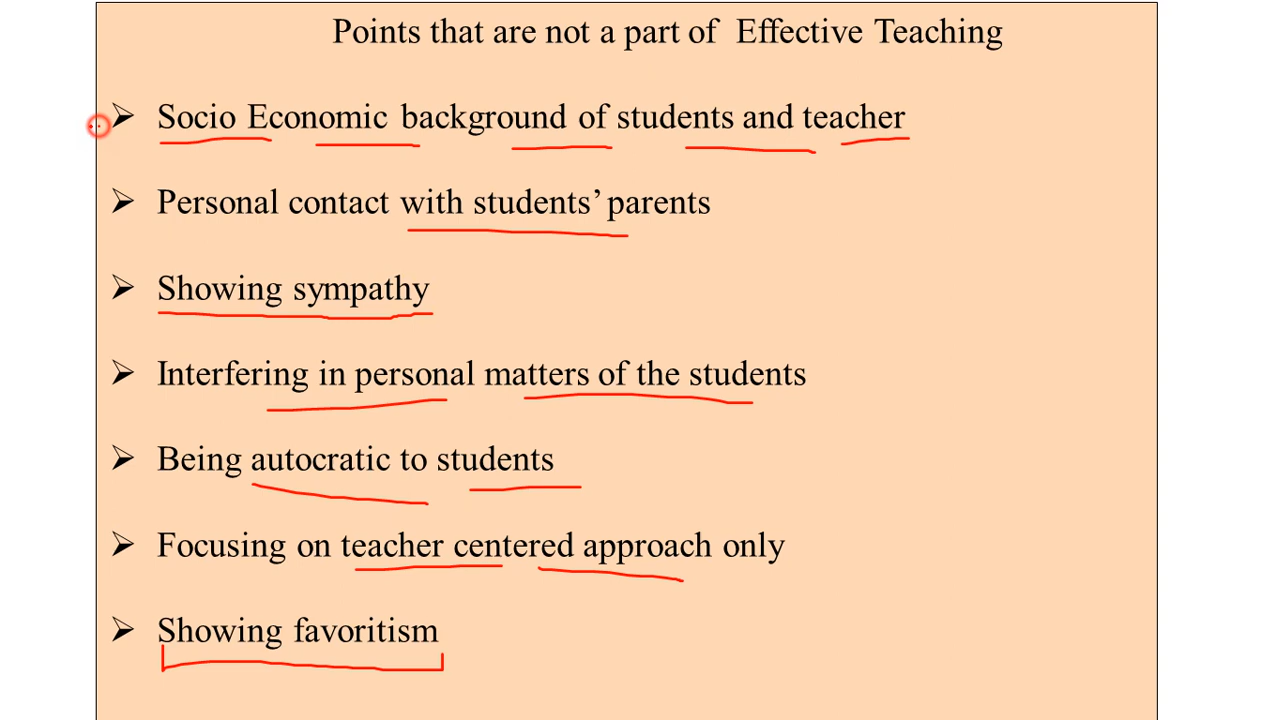 Points that are not a part of Effective Teaching
➢ Socio Economic background of students and teacher
➢ Personal contact with students’ parents
➢ Showing sympathy
➢ Interfering in personal matters of the students
➢ Being autocratic to students
➢ Focusing on teacher centered approach only
➢ Showing favoritism